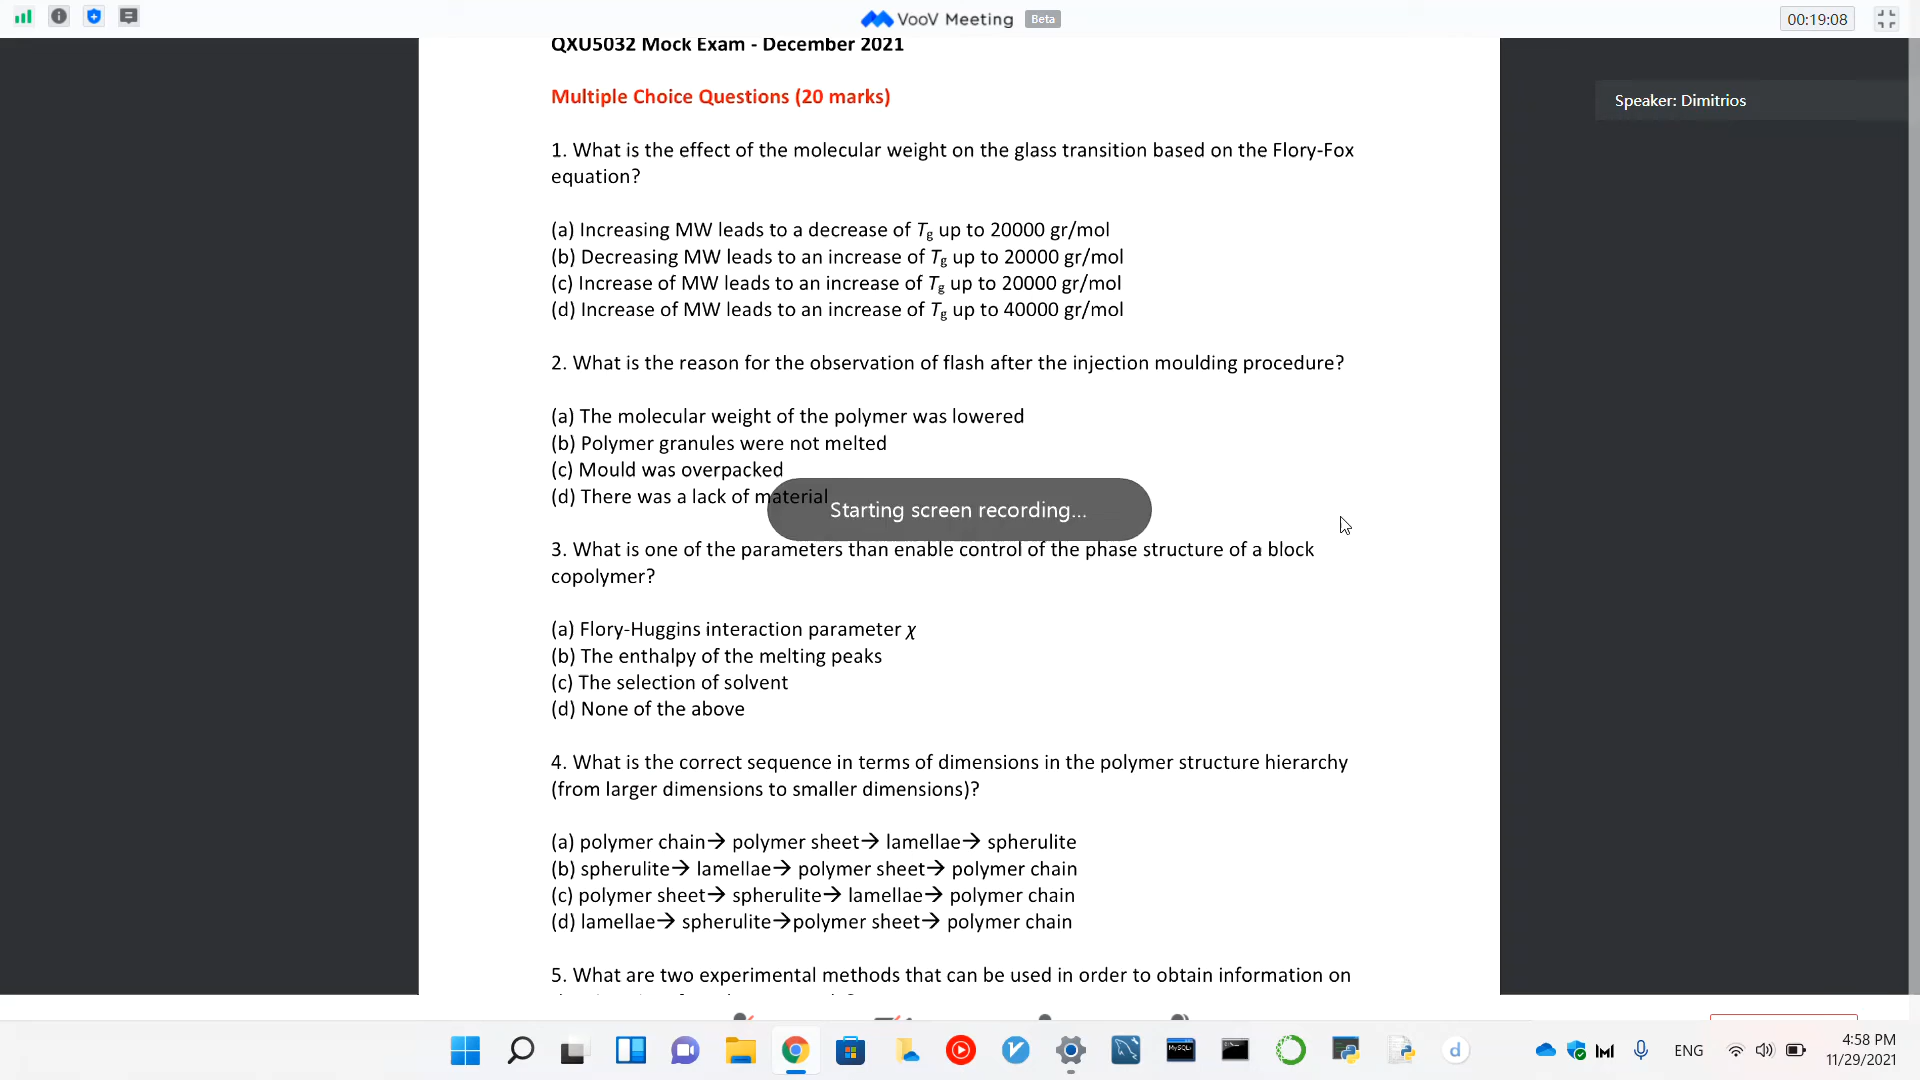 VooV Meeting Beta
00:19:08
QXU5032 Mock Exam - December 2021
Speaker: Dimitrios
Multiple Choice Questions (20 marks)
1. What is the effect of the molecular weight on the glass transition based on the Flory-Fox
equation?
(a) Increasing MW leads to a decrease of Tg up to 20000 gr/mol
(b) Decreasing MW leads to an increase of Tg up to 20000 gr/mol
(c) Increase of MW leads to an increase of Tg up to 20000 gr/mol
(d) Increase of MW leads to an increase of Tg up to 40000 gr/mol
2. What is the reason for the observation of flash after the injection moulding procedure?
(a) The molecular weight of the polymer was lowered
(b) Polymer granules were not melted
(c) Mould was overpacked
(d) There was a lack of material
Starting screen recording...
3. What is one of the parameters than enable control of the phase structure of a block
copolymer?
(a) Flory-Huggins interaction parameter χ
(b) The enthalpy of the melting peaks
(c) The selection of solvent
(d) None of the above
4. What is the correct sequence in terms of dimensions in the polymer structure hierarchy
(from larger dimensions to smaller dimensions)?
(a) polymer chain→ polymer sheet→ lamellae→ spherulite
(b) spherulite→ lamellae→ polymer sheet→ polymer chain
(c) polymer sheet→ spherulite→ lamellae→ polymer chain
(d) lamellae→ spherulite→polymer sheet→ polymer chain
5. What are two experimental methods that can be used in order to obtain information on
MySQL
d
ENG
4:58 PM
11/29/2021